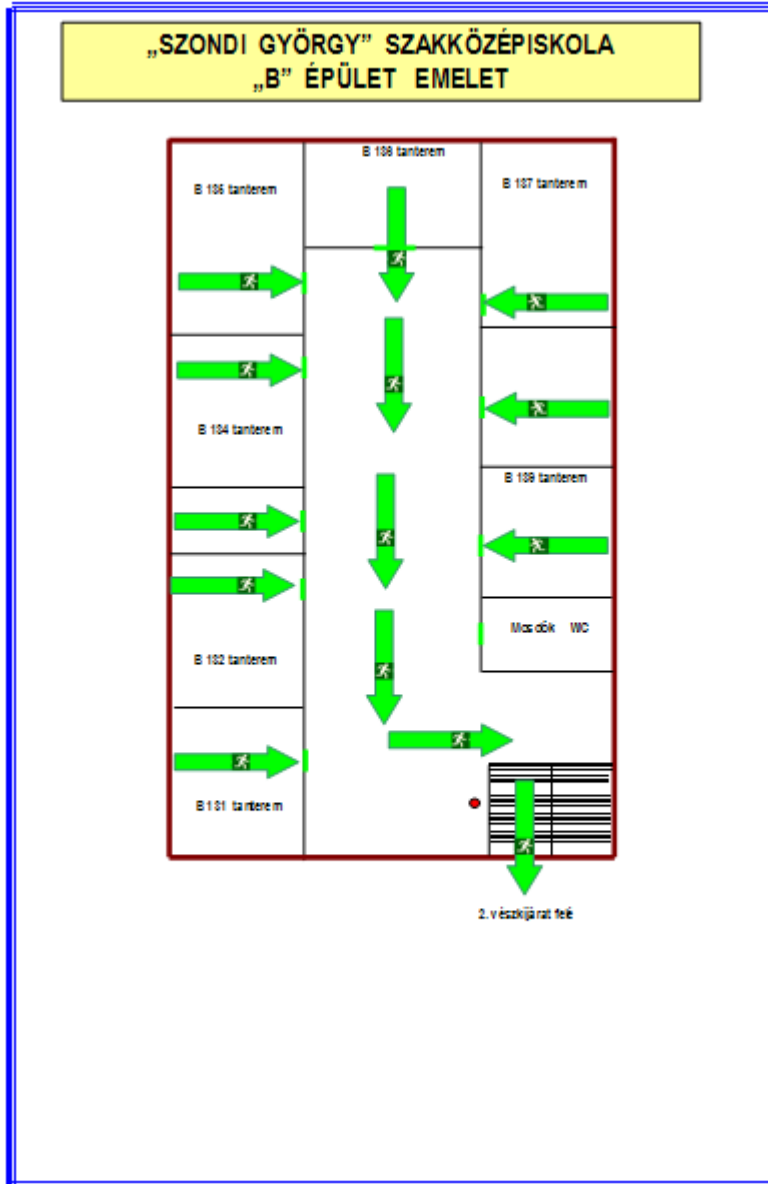 „SZONDI GYÖRGY” SZAKKÖZÉPISKOLA
„B” ÉPÜLET EMELET
B 136 tanterem
B 135 tanterem
B 137 tanterem
B 134 tanterem
B 139 tanterem
Mosdók WC
B 132 tanterem
B 131 tanterem
2. vészkijárat felé